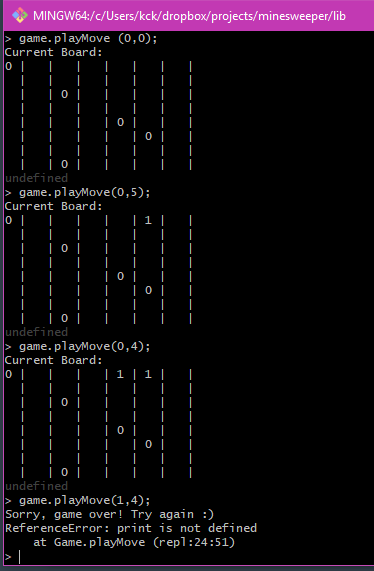 MINGW64:/c/Users/kck/dropbox/projects/minesweeper/lib
> game.playMove (0,0);
Current Board:
0 |   |   |   |   |   |   |
  |   |   |   |   |   |   |
  |   | 0 |   |   |   |   |
  |   |   |   |   |   |   |
  |   |   |   | 0 |   |   |
  |   |   |   |   | 0 |   |
  |   |   |   |   |   |   |
  |   | 0 |   |   |   |   |
undefined
> game.playMove(0,5);
Current Board:
0 |   |   |   |   | 1 |   |
  |   |   |   |   |   |   |
  |   | 0 |   |   |   |   |
  |   |   |   |   |   |   |
  |   |   |   | 0 |   |   |
  |   |   |   |   | 0 |   |
  |   |   |   |   |   |   |
  |   | 0 |   |   |   |   |
undefined
> game.playMove(0,4);
Current Board:
0 |   |   |   | 1 | 1 |   |
  |   |   |   |   |   |   |
  |   | 0 |   |   |   |   |
  |   |   |   |   |   |   |
  |   |   |   | 0 |   |   |
  |   |   |   |   | 0 |   |
  |   |   |   |   |   |   |
  |   | 0 |   |   |   |   |
undefined
> game.playMove(1,4);
Sorry, game over! Try again :)
ReferenceError: print is not defined
    at Game.playMove (repl:24:51)
>